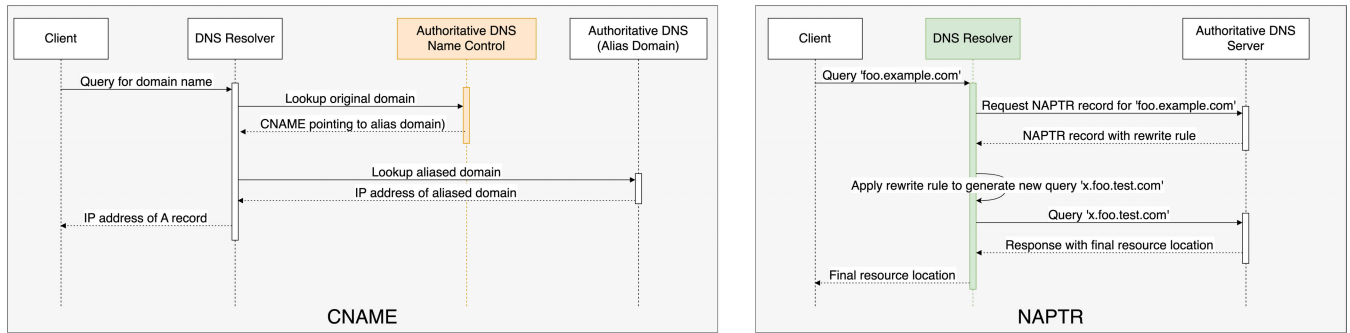 Client
DNS Resolver
Authoritative DNS
Name Control
Authoritative DNS
(Alias Domain)
Query for domain name
Lookup original domain
CNAME pointing to alias domain)
Lookup aliased domain
IP address of aliased domain
IP address of A record
CNAME
Client
DNS Resolver
Authoritative DNS
Server
Query 'foo.example.com'
Request NAPTR record for 'foo.example.com'
NAPTR record with rewrite rule
Apply rewrite rule to generate new query 'x.foo.test.com'
Query 'x.foo.test.com'
Response with final resource location
Final resource location
NAPTR